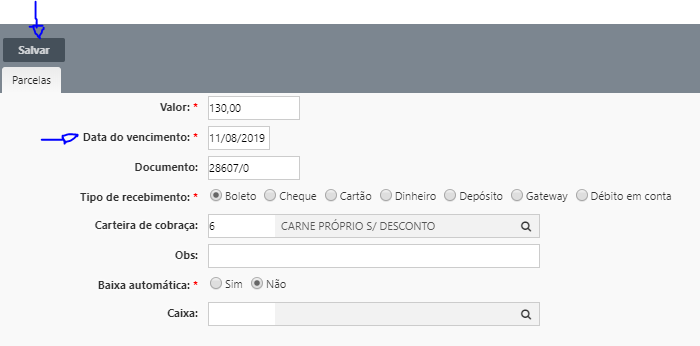 Salvar
Parcelas
Valor: * 130,00
Data do vencimento: * 11/08/2019
Documento: 28607/0
Tipo de recebimento: * Boleto Cheque Cartão Dinheiro Depósito Gateway Débito em conta
Carteira de cobraça: 6 CARNE PRÓPRIO S/ DESCONTO
Obs:
Baixa automática: * Sim Não
Caixa: